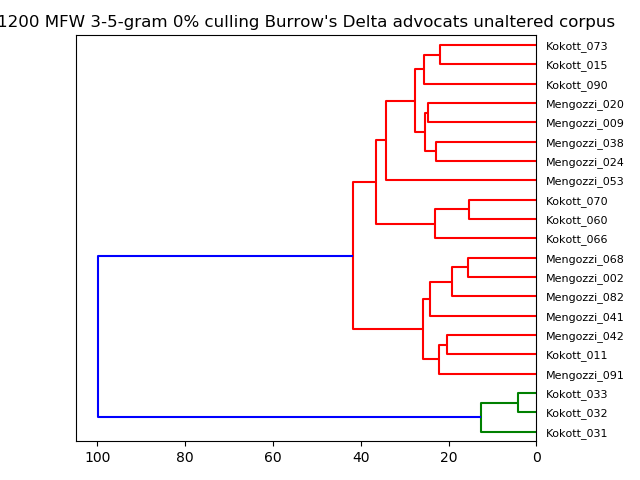 1200 MFW 3-5-gram 0% culling Burrow's Delta advocats unaltered corpus
Kokott_073
Kokott_015
Kokott_090
Mengozzi_020
Mengozzi_009
Mengozzi_038
Mengozzi_024
Mengozzi_053
Kokott_070
Kokott_060
Kokott_066
Mengozzi_068
Mengozzi_002
Mengozzi_082
Mengozzi_041
Mengozzi_042
Kokott_011
Mengozzi_091
Kokott_033
Kokott_032
Kokott_031
100 80 60 40 20 0